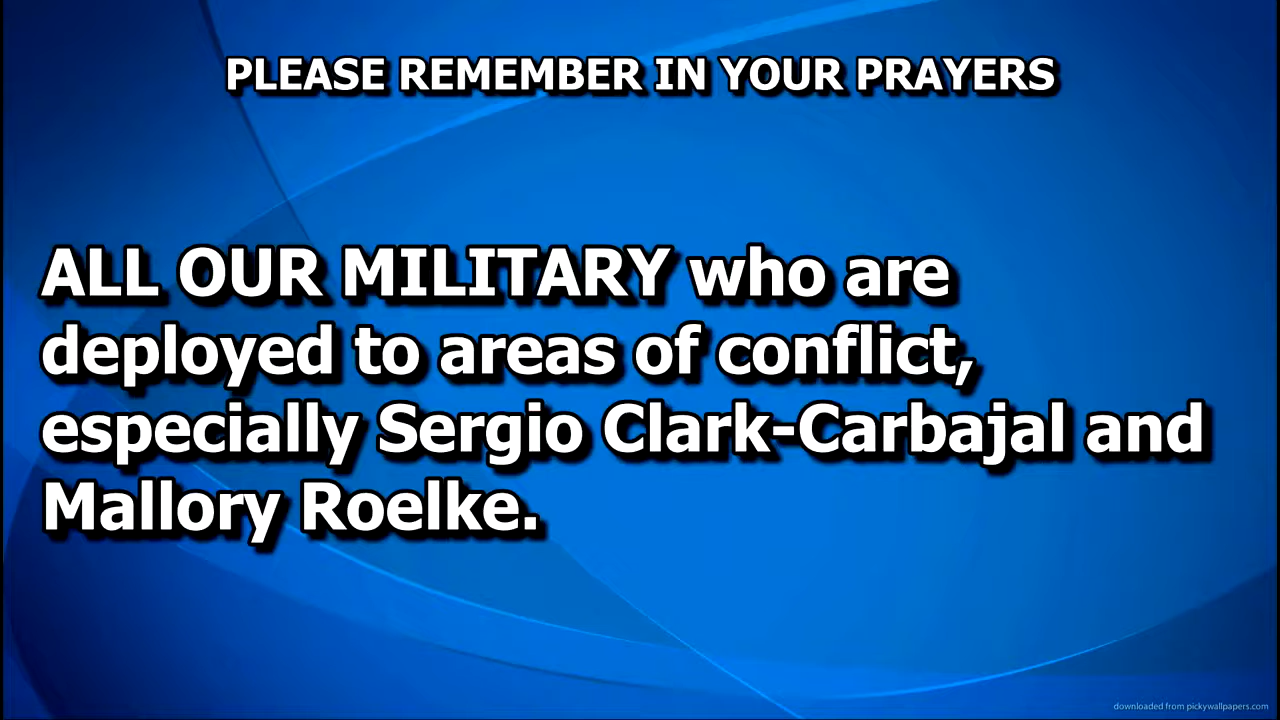 PLEASE REMEMBER IN YOUR PRAYERS
ALL OUR MILITARY who are
deployed to areas of conflict,
especially Sergio Clark-Carbajal and
Mallory Roelke.
downloaded from pickywallpapers.com